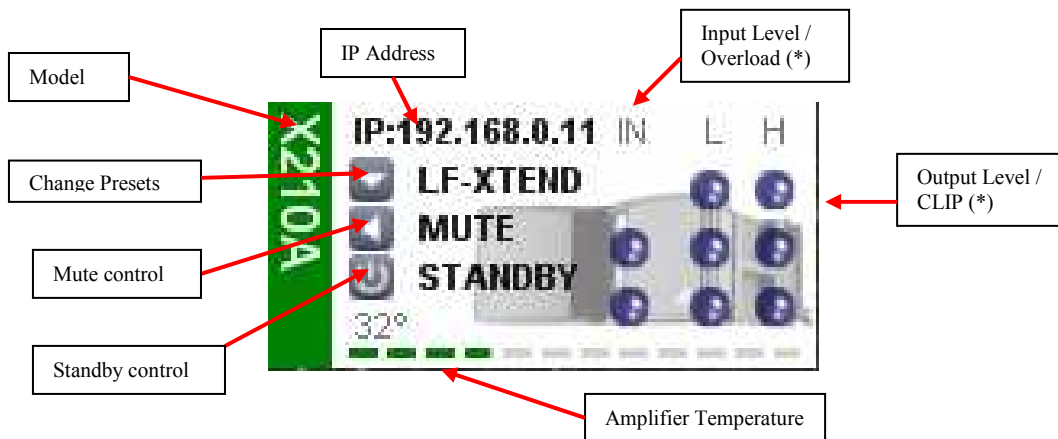 Model
IP Address
Input Level /
Overload (*)
X210A
IP:192.168.0.11 IN L H
Change Presets
LF-XTEND
Output Level /
CLIP (*)
Mute control
MUTE
STANDBY
32°
Standby control
Amplifier Temperature